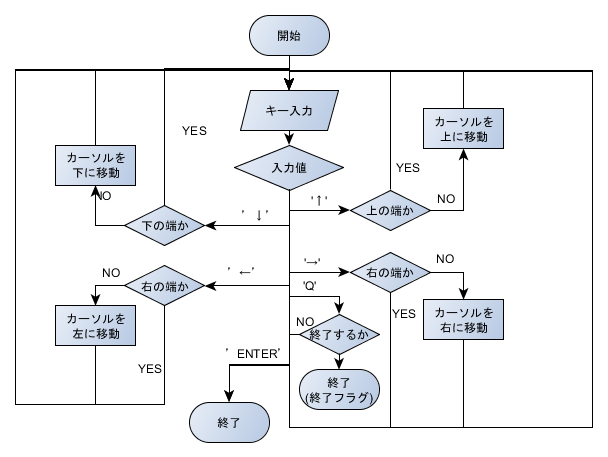 開始
キー入力
入力値
YES
カーソルを
下に移動
NO
下の端か
' ↓'
'↑'
上の端か
YES
NO
カーソルを
上に移動
' ←'
右の端か
NO
カーソルを
左に移動
YES
'→'
右の端か
NO
YES
カーソルを
右に移動
'Q'
NO
終了するか
終了
(終了フラグ)
' ENTER'
終了